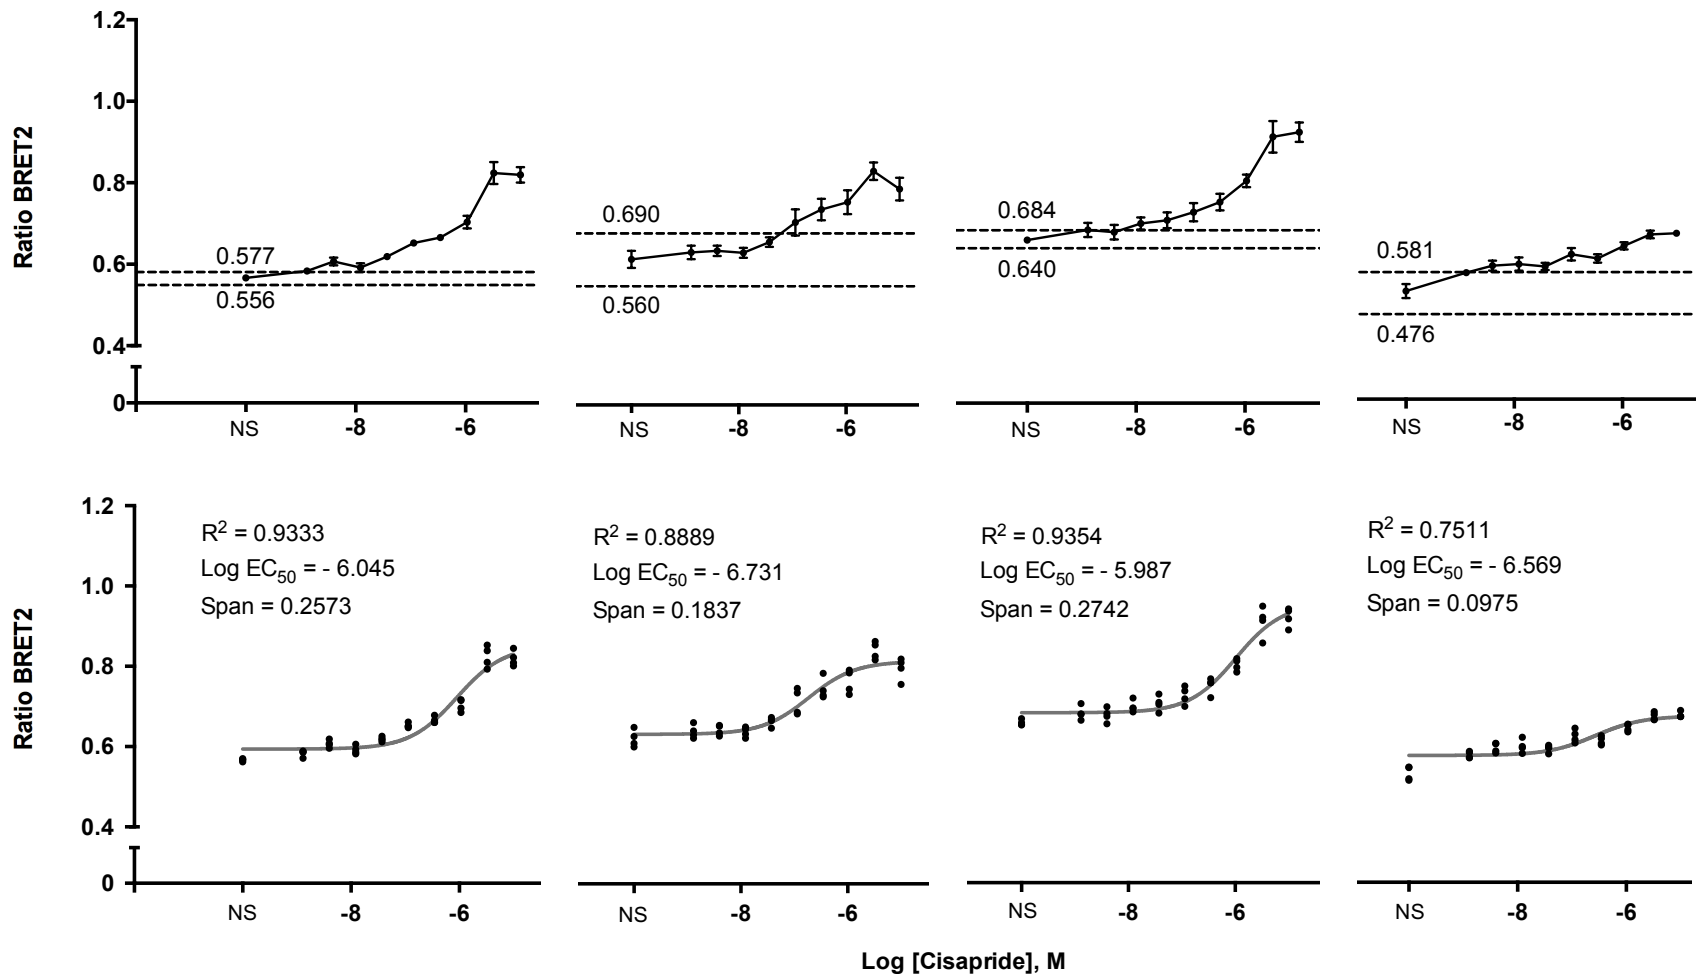 Ratio BRET2
1.2
1.0
0.8
0.6
0.4
0
0.577
0.556
NS
-8
-6
0.690
0.560
NS
-8
-6
0.684
0.640
NS
-8
-6
0.581
0.476
NS
-8
-6
Ratio BRET2
1.2
1.0
0.8
0.6
0.4
0
R2 = 0.9333
Log EC50 = - 6.045
Span = 0.2573
NS
-8
-6
R2 = 0.8889
Log EC50 = - 6.731
Span = 0.1837
NS
-8
-6
R2 = 0.9354
Log EC50 = - 5.987
Span = 0.2742
NS
-8
-6
R2 = 0.7511
Log EC50 = - 6.569
Span = 0.0975
NS
-8
-6
Log [Cisapride], M